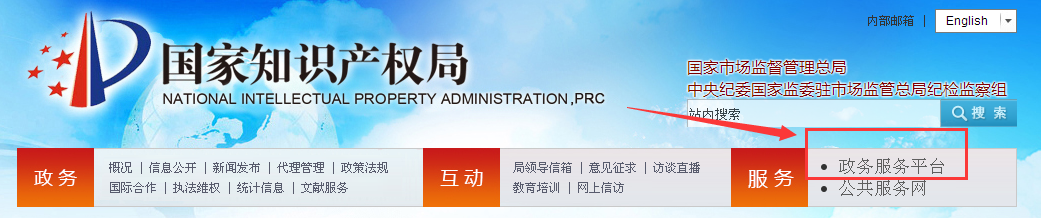 内部邮箱 | English
国家知识产权局
NATIONAL INTELLECTUAL PROPERTY ADMINISTRATION,PRC
国家市场监督管理总局
中央纪委国家监委驻市场监管总局纪检监察组
站内搜索 搜 索
政务
概况 | 信息公开 | 新闻发布 | 代理管理 | 政策法规
国际合作 | 执法维权 | 统计信息 | 文献服务
互动
局领导信箱 | 意见征求 | 访谈直播
教育培训 | 网上信访
服务
• 政务服务平台
• 公共服务网